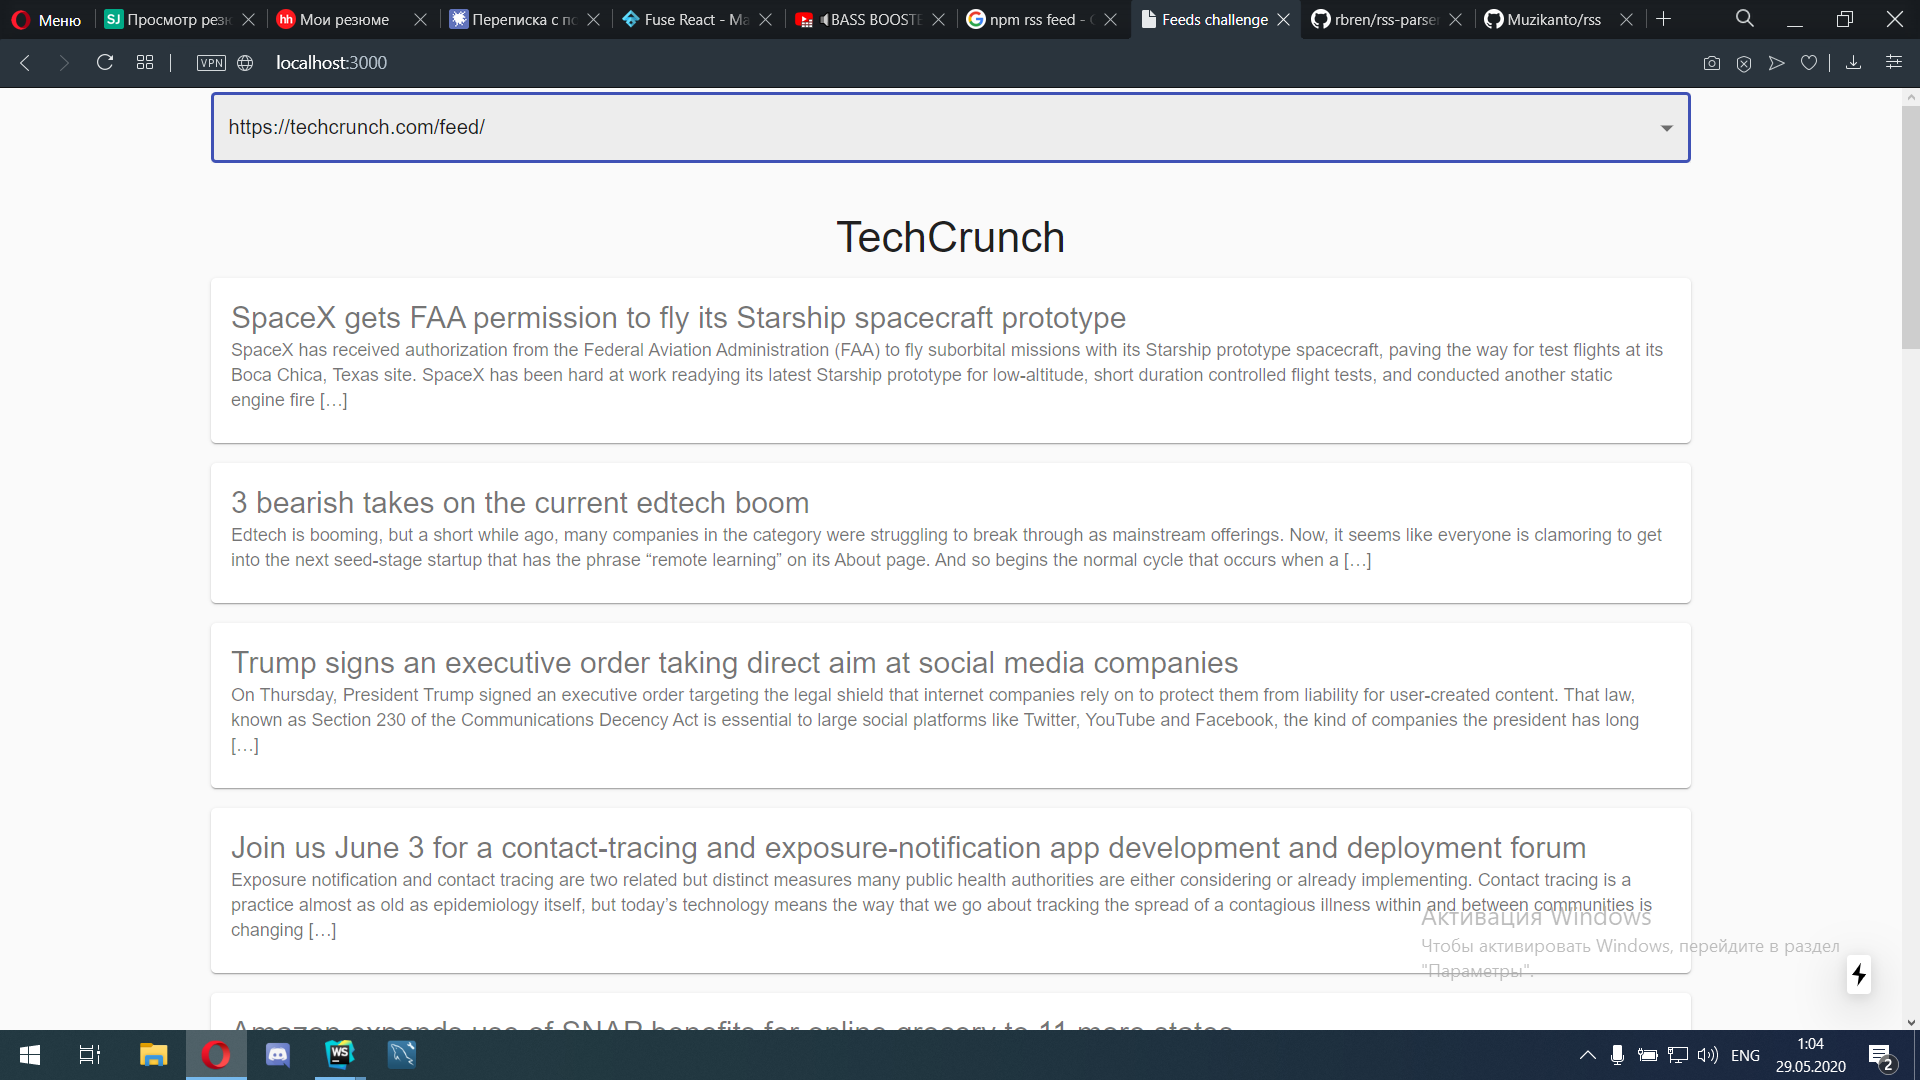 Меню
SJ Просмотр рез
hh Мои резюме
Переписка с по
Fuse React - Ma
BASS BOOSTE
npm rss feed -
Feeds challenge
rbren/rss-parser
Muzikanto/rss
VPN
localhost:3000
https://techcrunch.com/feed/
TechCrunch
SpaceX gets FAA permission to fly its Starship spacecraft prototype
SpaceX has received authorization from the Federal Aviation Administration (FAA) to fly suborbital missions with its Starship prototype spacecraft, paving the way for test flights at its
Boca Chica, Texas site. SpaceX has been hard at work readying its latest Starship prototype for low-altitude, short duration controlled flight tests, and conducted another static
engine fire […]
3 bearish takes on the current edtech boom
Edtech is booming, but a short while ago, many companies in the category were struggling to break through as mainstream offerings. Now, it seems like everyone is clamoring to get
into the next seed-stage startup that has the phrase “remote learning” on its About page. And so begins the normal cycle that occurs when a […]
Trump signs an executive order taking direct aim at social media companies
On Thursday, President Trump signed an executive order targeting the legal shield that internet companies rely on to protect them from liability for user-created content. That law,
known as Section 230 of the Communications Decency Act is essential to large social platforms like Twitter, YouTube and Facebook, the kind of companies the president has long
[…]
Join us June 3 for a contact-tracing and exposure-notification app development and deployment forum
Exposure notification and contact tracing are two related but distinct measures many public health authorities are either considering or already implementing. Contact tracing is a
practice almost as old as epidemiology itself, but today’s technology means the way that we go about tracking the spread of a contagious illness within and between communities is
changing […]
Активация Windows
Чтобы активировать Windows, перейдите в раздел
"Параметры".
Amazon expands use of SNAP benefits for online grocery to 11 more states
WS
ENG
1:04
29.05.2020
2